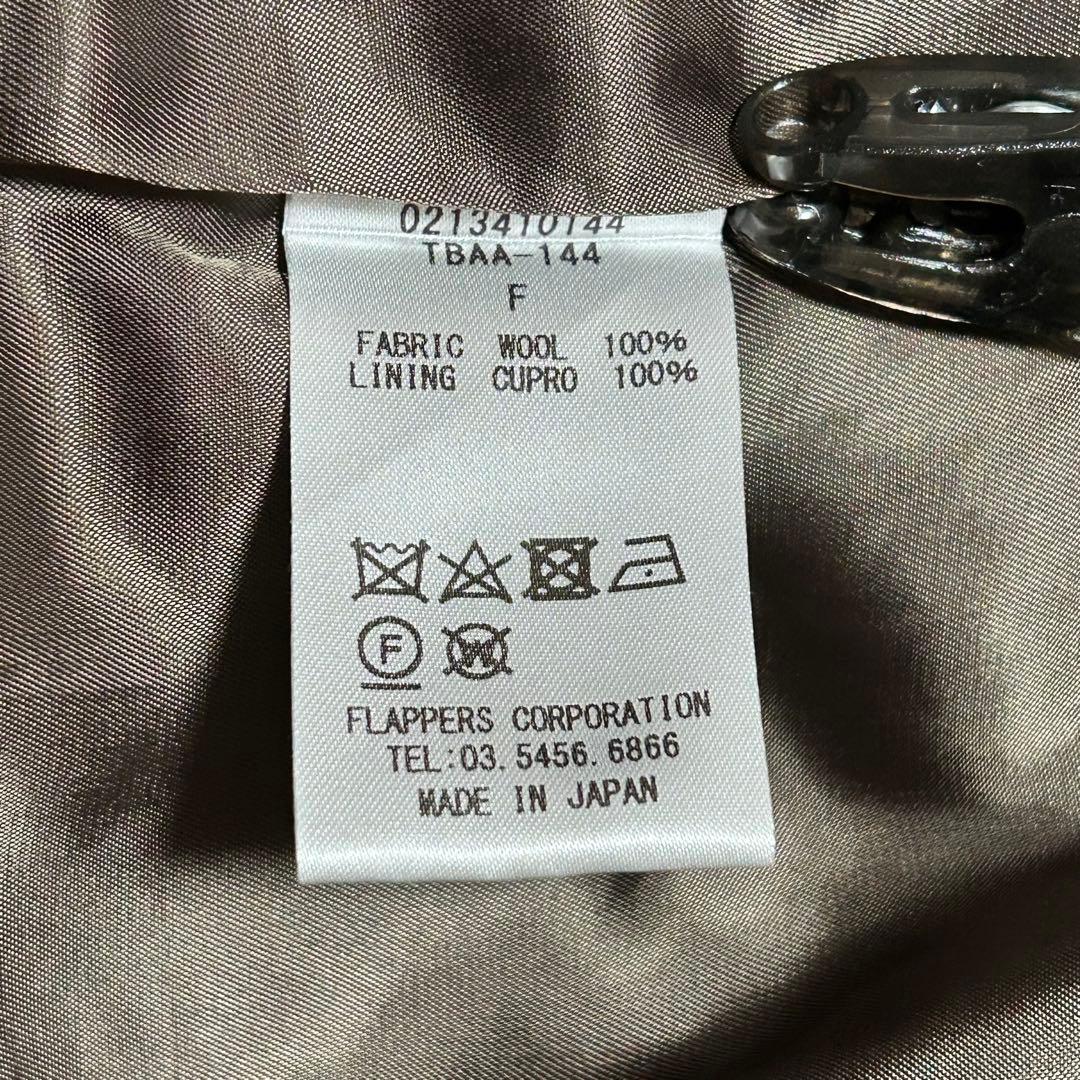 0213410144
TBAA-144
F
FABRIC WOOL 100%
LINING CUPRO 100%
F W
FLAPPERS CORPORATION
TEL:03.5456.6866
MADE IN JAPAN